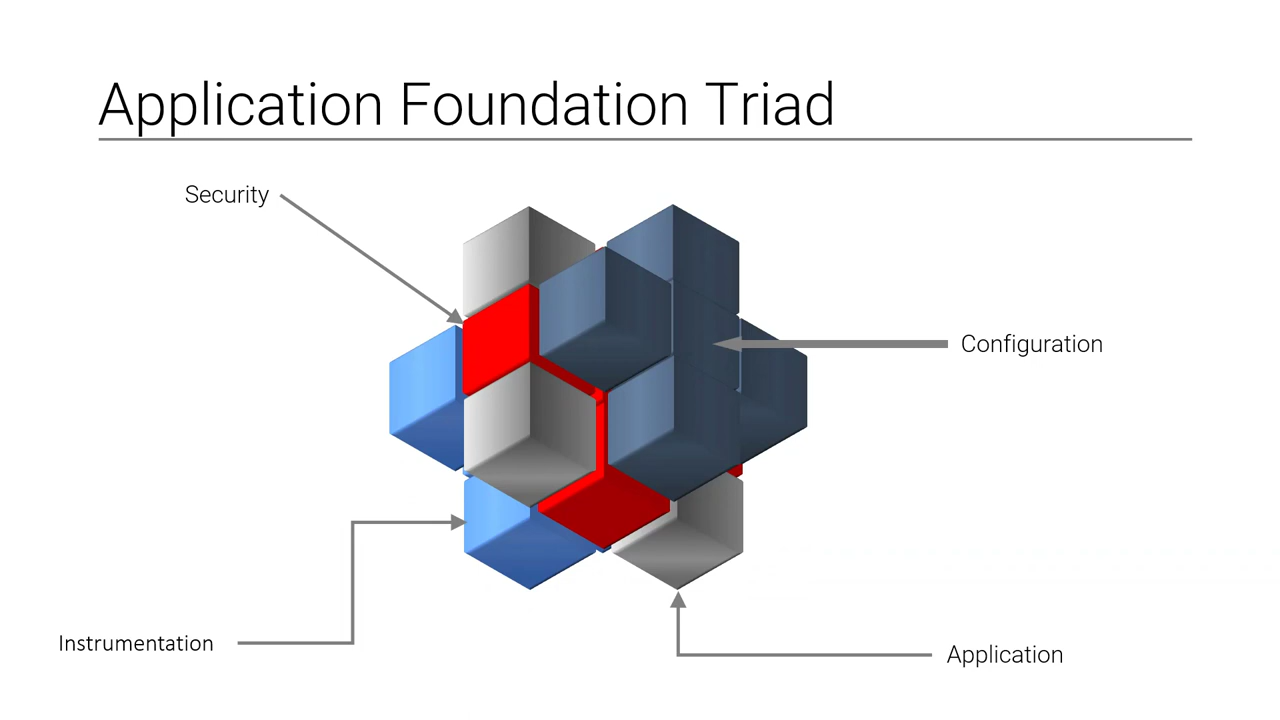 Application Foundation Triad
Security
Configuration
Instrumentation
Application